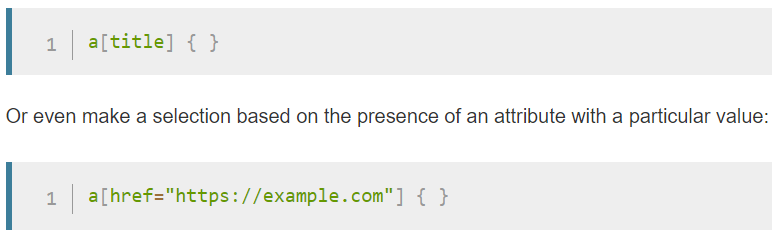 1 a[title] { }
Or even make a selection based on the presence of an attribute with a particular value:
1 a[href="https://example.com"] { }